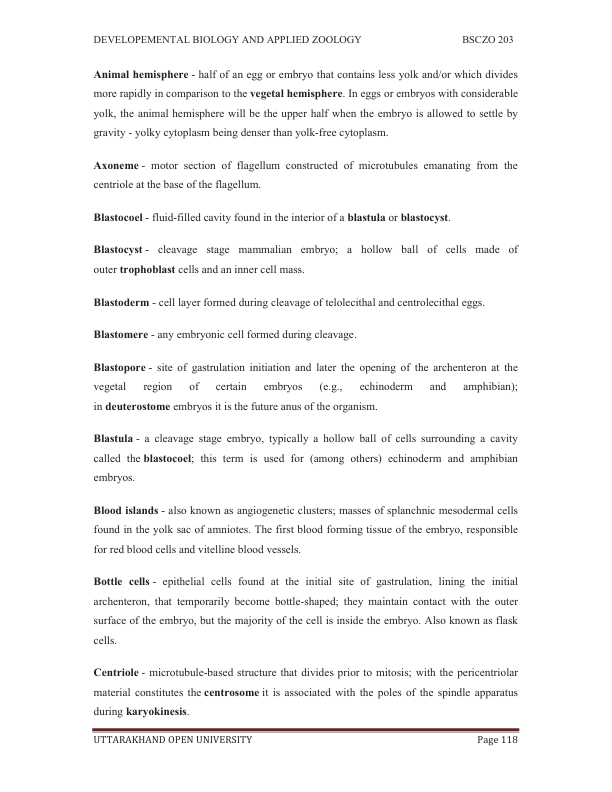 DEVELOPEMENTAL BIOLOGY AND APPLIED ZOOLOGY BSCZO 203
Animal hemisphere - half of an egg or embryo that contains less yolk and/or which divides
more rapidly in comparison to the vegetal hemisphere. In eggs or embryos with considerable
yolk, the animal hemisphere will be the upper half when the embryo is allowed to settle by
gravity - yolky cytoplasm being denser than yolk-free cytoplasm.
Axoneme - motor section of flagellum constructed of microtubules emanating from the
centriole at the base of the flagellum.
Blastocoel - fluid-filled cavity found in the interior of a blastula or blastocyst.
Blastocyst - cleavage stage mammalian embryo; a hollow ball of cells made of
outer trophoblast cells and an inner cell mass.
Blastoderm - cell layer formed during cleavage of telolecithal and centrolecithal eggs.
Blastomere - any embryonic cell formed during cleavage.
Blastopore - site of gastrulation initiation and later the opening of the archenteron at the
vegetal region of certain embryos (e.g., echinoderm and amphibian);
in deuterostome embryos it is the future anus of the organism.
Blastula - a cleavage stage embryo, typically a hollow ball of cells surrounding a cavity
called the blastocoel; this term is used for (among others) echinoderm and amphibian
embryos.
Blood islands - also known as angiogenetic clusters; masses of splanchnic mesodermal cells
found in the yolk sac of amniotes. The first blood forming tissue of the embryo, responsible
for red blood cells and vitelline blood vessels.
Bottle cells - epithelial cells found at the initial site of gastrulation, lining the initial
archenteron, that temporarily become bottle-shaped; they maintain contact with the outer
surface of the embryo, but the majority of the cell is inside the embryo. Also known as flask
cells.
Centriole - microtubule-based structure that divides prior to mitosis; with the pericentriolar
material constitutes the centrosome it is associated with the poles of the spindle apparatus
during karyokinesis.
UTTARAKHAND OPEN UNIVERSITY Page 118